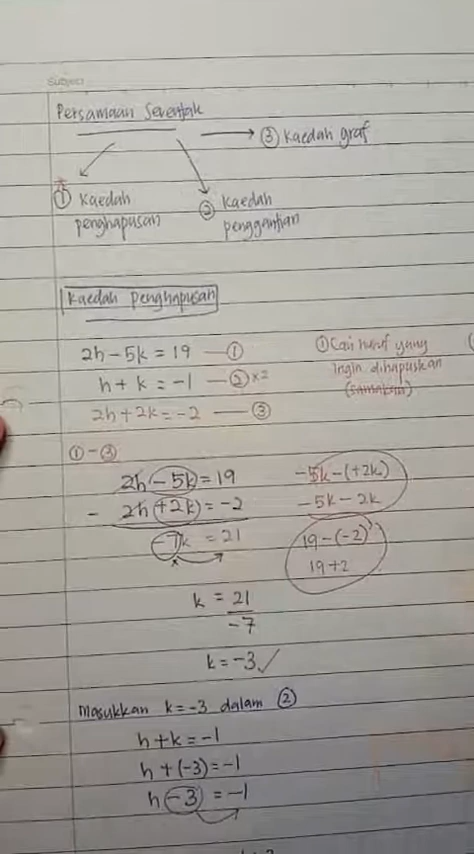 Subject
Persamaan Serentak
③ Kaedah graf
① Kaedah penghapusan
② Kaedah penggantian
Kaedah Penghapusan
2h - 5k = 19 — ①
h + k = -1 — ② ×2
2h + 2k = -2 — ③
① Cari huruf yang
ingin dihapuskan
(samakan)
① - ③
2h - 5k = 19
- 2h + 2k = -2
-7k = 21
-5k - (+2k)
-5k - 2k
19 - (-2)
19 + 2
k = 21
-7
k = -3 ✓
Masukkan k = -3 dalam ②
h + k = -1
h + (-3) = -1
h - 3 = -1